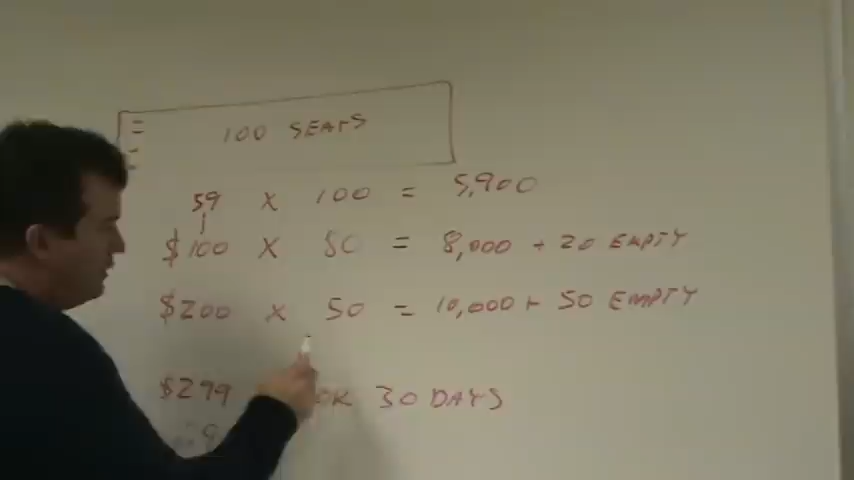 100 SEATS
59 X 100 = 5,900
$100 X 80 = 8,000 + 20 EMPTY
$200 X 50 = 10,000 + 50 EMPTY
$299 OK 30 DAYS